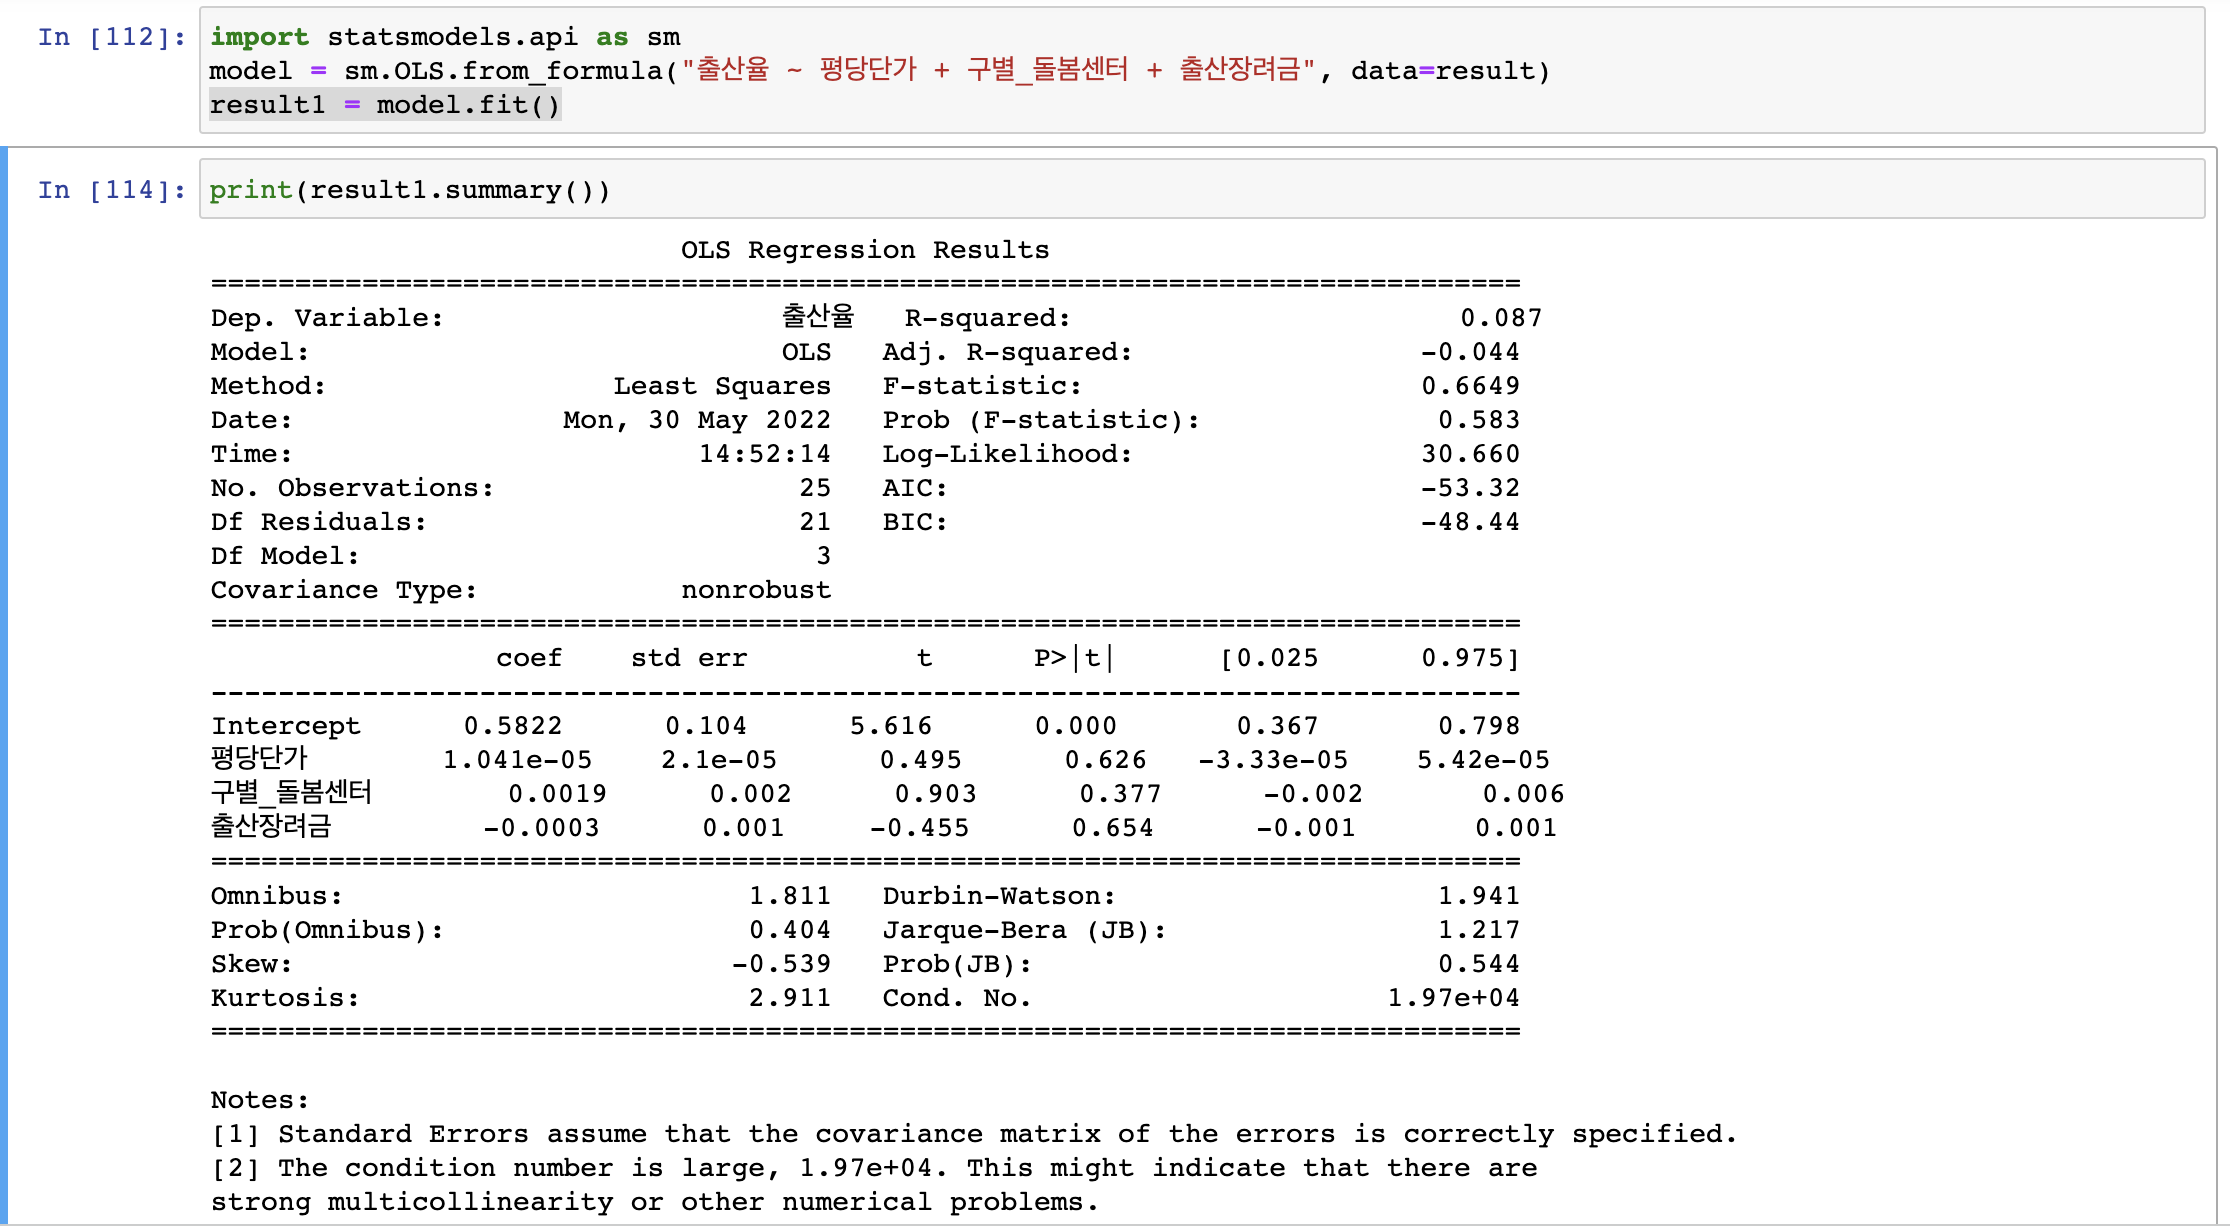 In [112]: import statsmodels.api as sm
model = sm.OLS.from_formula("출산율 ~ 평당단가 + 구별_돌봄센터 + 출산장려금", data=result)
result1 = model.fit()
In [114]: print(result1.summary())
OLS Regression Results
==============================================================================
Dep. Variable: 출산율 R-squared: 0.087
Model: OLS Adj. R-squared: -0.044
Method: Least Squares F-statistic: 0.6649
Date: Mon, 30 May 2022 Prob (F-statistic): 0.583
Time: 14:52:14 Log-Likelihood: 30.660
No. Observations: 25 AIC: -53.32
Df Residuals: 21 BIC: -48.44
Df Model: 3
Covariance Type: nonrobust
==============================================================================
coef std err t P>|t| [0.025 0.975]
------------------------------------------------------------------------------
Intercept 0.5822 0.104 5.616 0.000 0.367 0.798
평당단가 1.041e-05 2.1e-05 0.495 0.626 -3.33e-05 5.42e-05
구별_돌봄센터 0.0019 0.002 0.903 0.377 -0.002 0.006
출산장려금 -0.0003 0.001 -0.455 0.654 -0.001 0.001
==============================================================================
Omnibus: 1.811 Durbin-Watson: 1.941
Prob(Omnibus): 0.404 Jarque-Bera (JB): 1.217
Skew: -0.539 Prob(JB): 0.544
Kurtosis: 2.911 Cond. No. 1.97e+04
==============================================================================
Notes:
[1] Standard Errors assume that the covariance matrix of the errors is correctly specified.
[2] The condition number is large, 1.97e+04. This might indicate that there are
strong multicollinearity or other numerical problems.